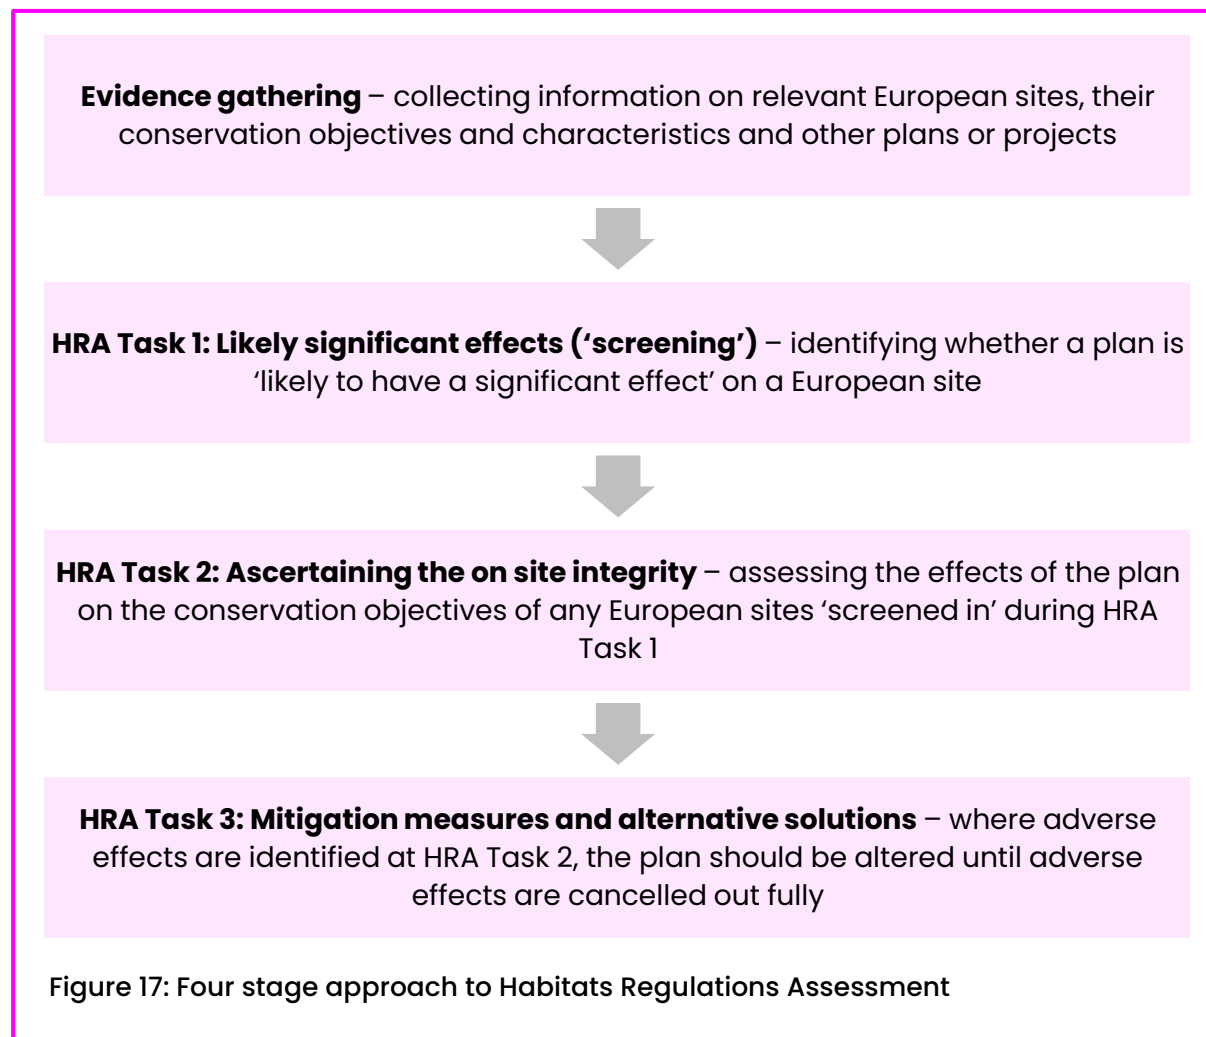 Evidence gathering – collecting information on relevant European sites, their
conservation objectives and characteristics and other plans or projects
HRA Task 1: Likely significant effects (‘screening’) – identifying whether a plan is
‘likely to have a significant effect’ on a European site
HRA Task 2: Ascertaining the on site integrity – assessing the effects of the plan
on the conservation objectives of any European sites ‘screened in’ during HRA
Task 1
HRA Task 3: Mitigation measures and alternative solutions – where adverse
effects are identified at HRA Task 2, the plan should be altered until adverse
effects are cancelled out fully
Figure 17: Four stage approach to Habitats Regulations Assessment